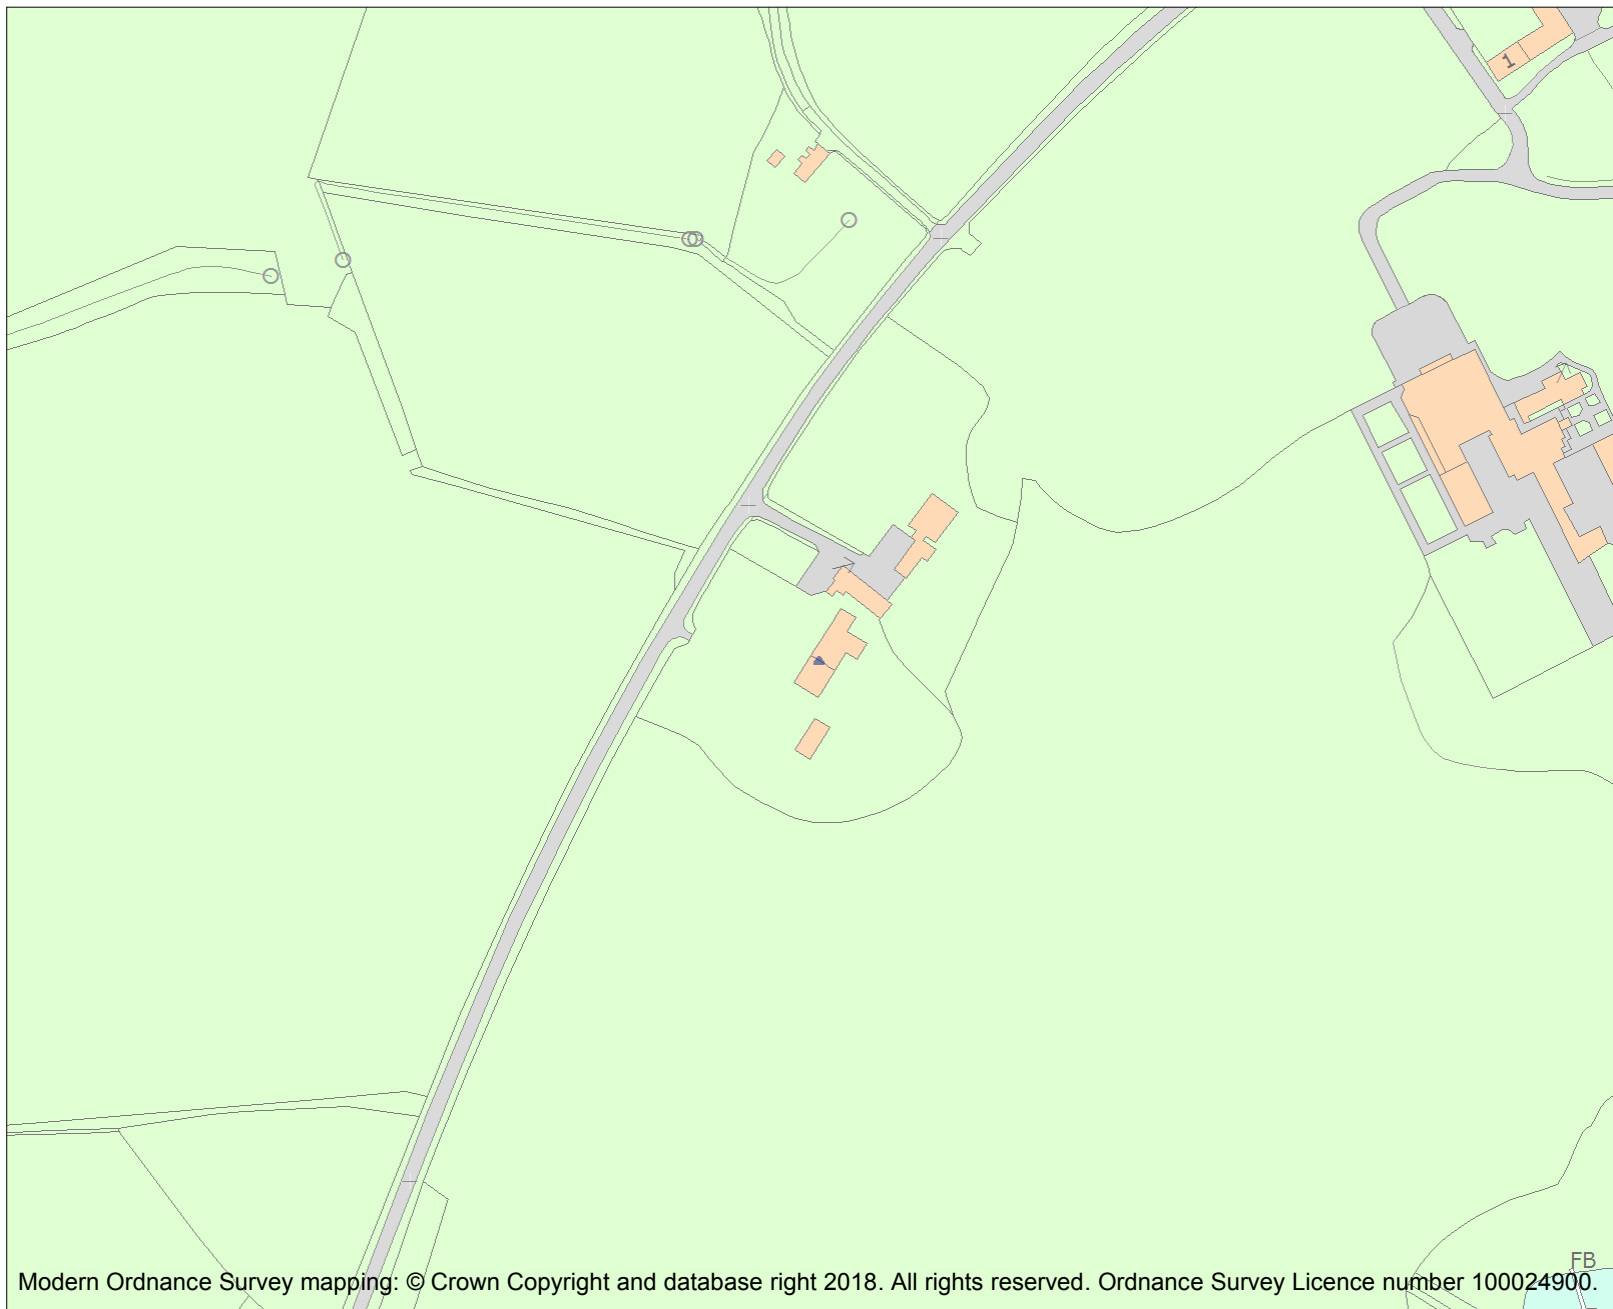 1
FB
Modern Ordnance Survey mapping: © Crown Copyright and database right 2018. All rights reserved. Ordnance Survey Licence number 100024900.